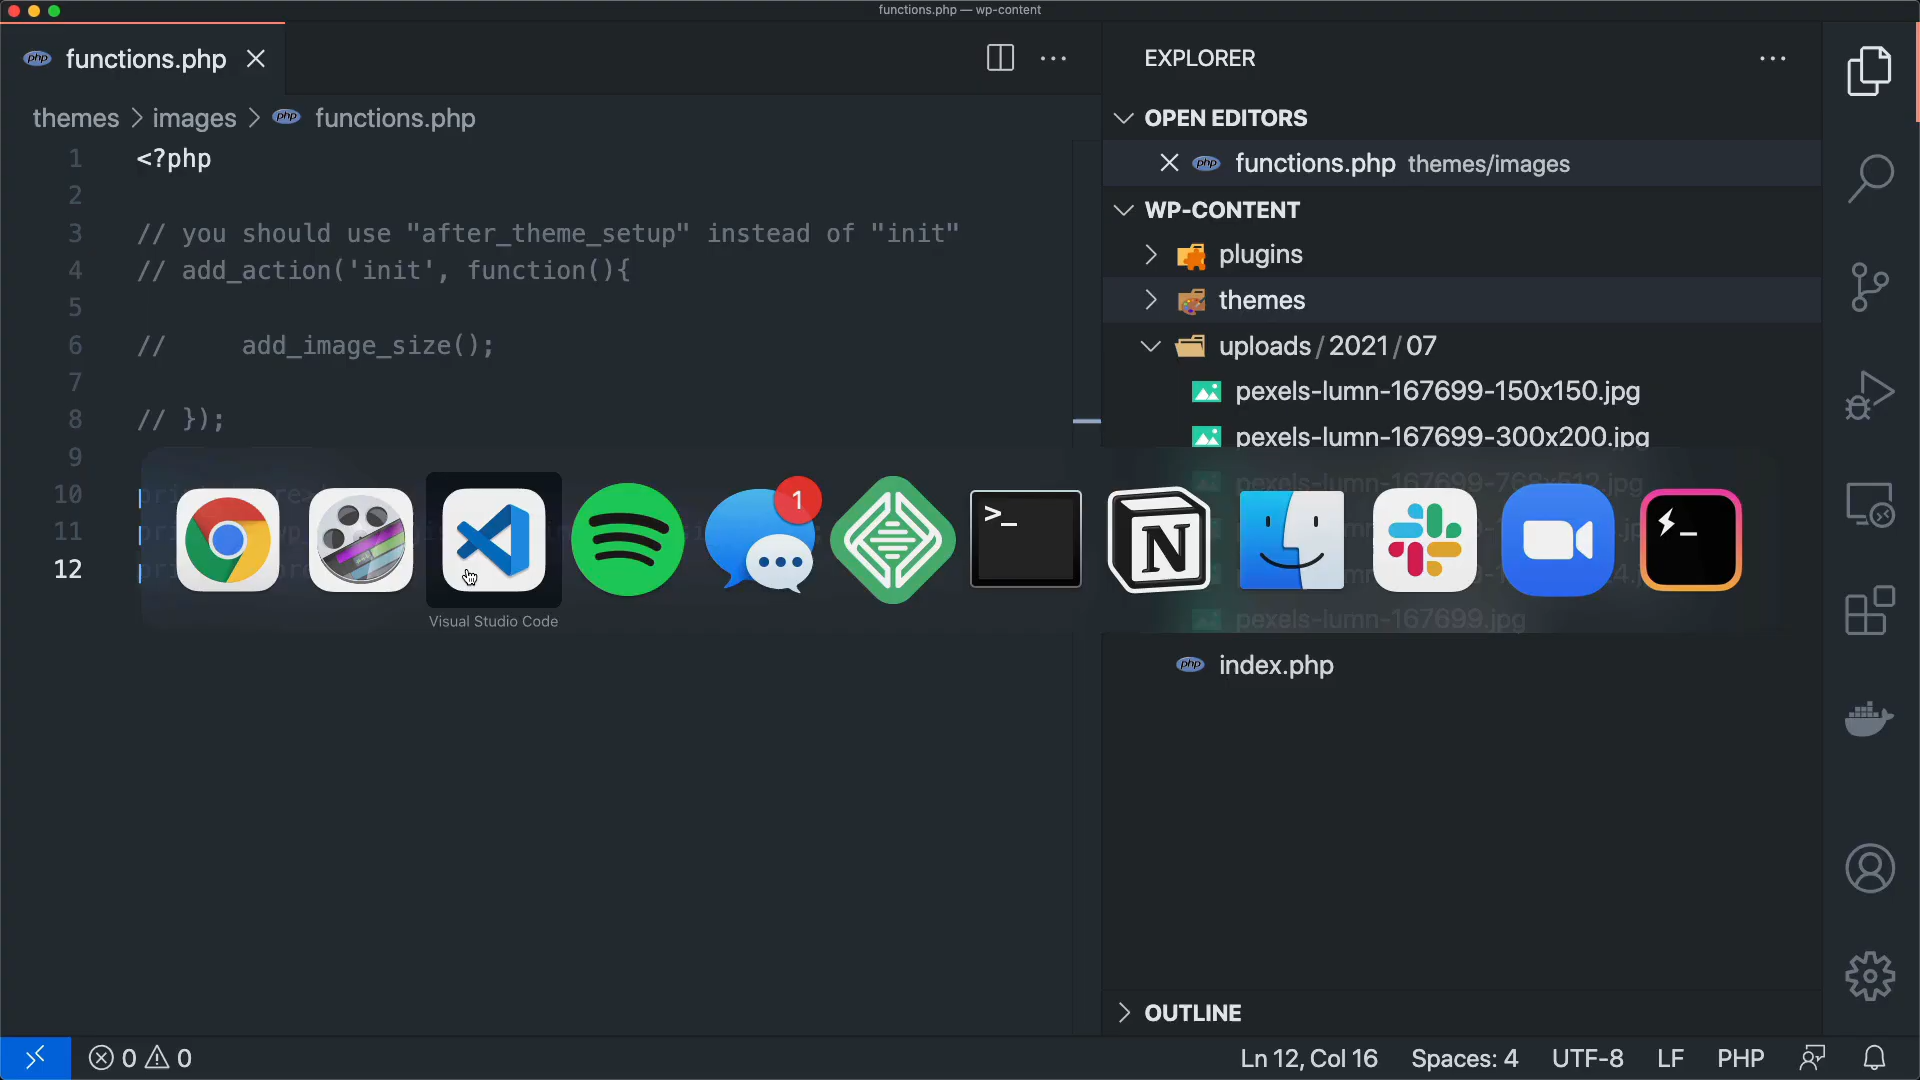 functions.php — wp-content
php functions.php
EXPLORER
OPEN EDITORS
themes images php functions.php
php functions.php themes/images
1 <?php
2
3 // you should use "after_theme_setup" instead of "init"
4 // add_action('init', function(){
5
6 //     add_image_size();
7
8 // });
9
10
11
12
WP-CONTENT
plugins
themes
uploads / 2021 / 07
pexels-lumn-167699-150x150.jpg
pexels-lumn-167699-300x200.jpg
pexels-lumn-167699.jpg
php index.php
1
>_
N
Visual Studio Code
OUTLINE
0 0
Ln 12, Col 16 Spaces: 4 UTF-8 LF PHP